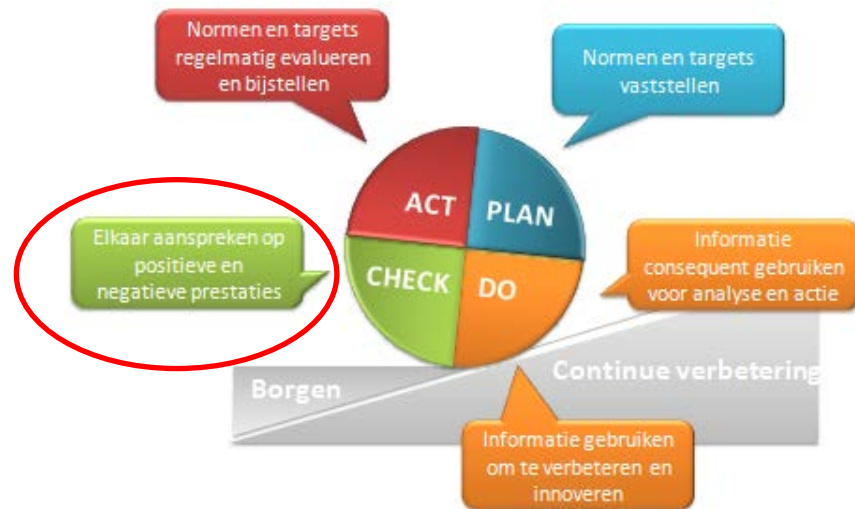 Normen en targets
regelmatig evalueren
en bijstellen
Normen en targets
vaststellen
ACT
PLAN
Elkaar aanspreken op
positieve en
negatieve prestaties
CHECK
DO
Informatie
consequent gebruiken
voor analyse en actie
Borgen
Continue verbetering
Informatie gebruiken
om te verbeteren en
innoveren